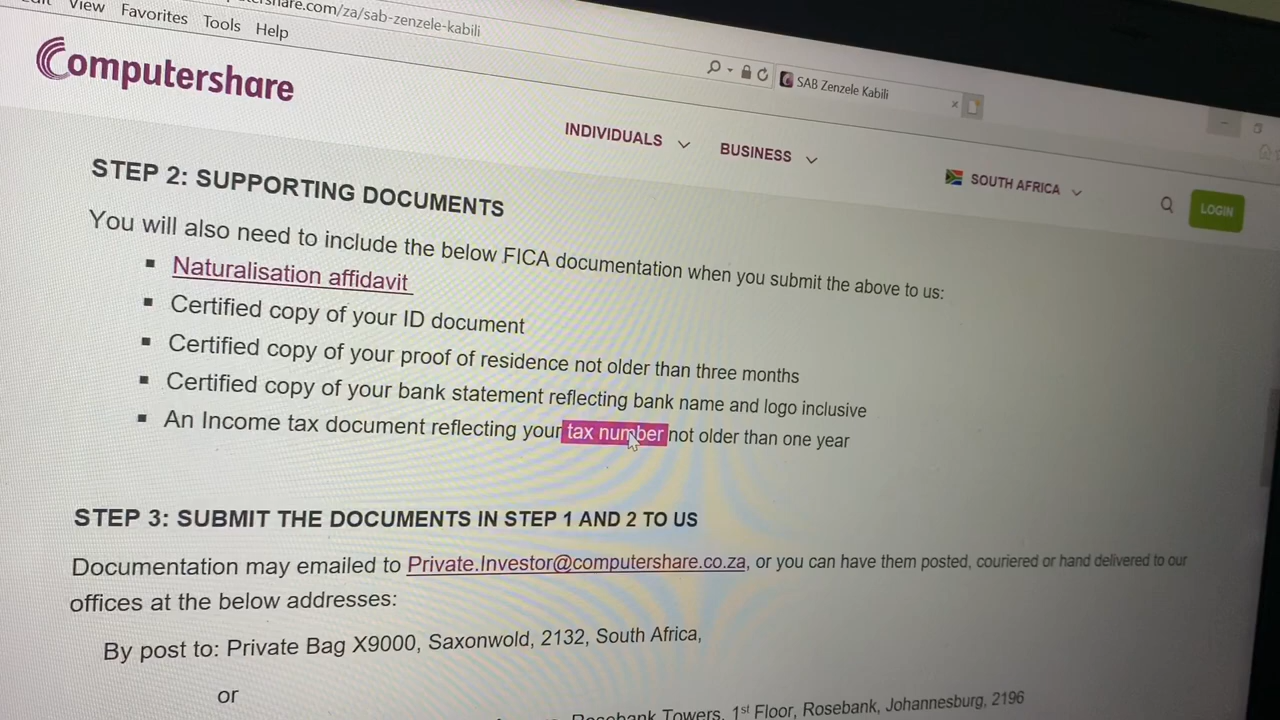 View Favorites Tools Help
share.com/za/sab-zenzele-kabili
SAB Zenzele Kabili
Computershare
INDIVIDUALS
BUSINESS
SOUTH AFRICA
LOGIN
STEP 2: SUPPORTING DOCUMENTS
You will also need to include the below FICA documentation when you submit the above to us:
▪ Naturalisation affidavit
▪ Certified copy of your ID document
▪ Certified copy of your proof of residence not older than three months
▪ Certified copy of your bank statement reflecting bank name and logo inclusive
▪ An Income tax document reflecting your tax number not older than one year
STEP 3: SUBMIT THE DOCUMENTS IN STEP 1 AND 2 TO US
Documentation may emailed to Private.Investor@computershare.co.za, or you can have them posted, couriered or hand delivered to our
offices at the below addresses:
By post to: Private Bag X9000, Saxonwold, 2132, South Africa,
or
Rosebank Towers, 1st Floor, Rosebank, Johannesburg, 2196